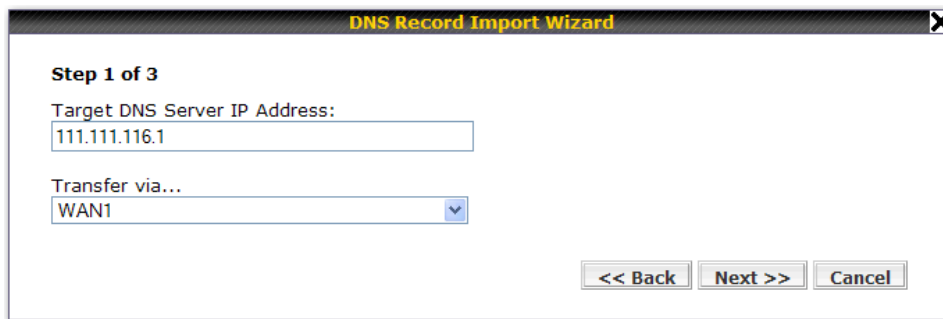 DNS Record Import Wizard
Step 1 of 3
Target DNS Server IP Address:
111.111.116.1
Transfer via...
WAN1
<< Back Next >> Cancel